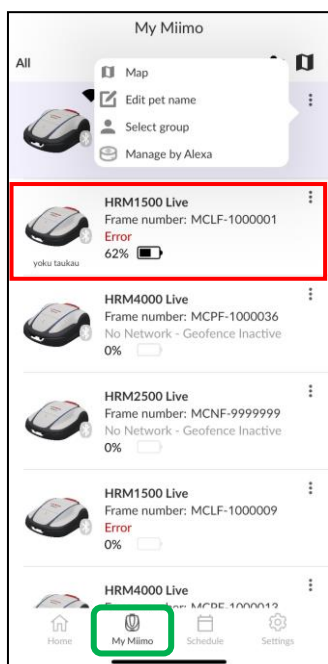 My Miimo
All
Map
Edit pet name
Select group
Manage by Alexa
HRM1500 Live
Frame number: MCLF-1000001
Error
62%
yoku taukau
HRM4000 Live
Frame number: MCPF-1000036
No Network - Geofence Inactive
0%
HRM2500 Live
Frame number: MCNF-9999999
No Network - Geofence Inactive
0%
HRM1500 Live
Frame number: MCLF-1000009
Error
0%
HRM4000 Live
Home
My Miimo
Schedule
Settings